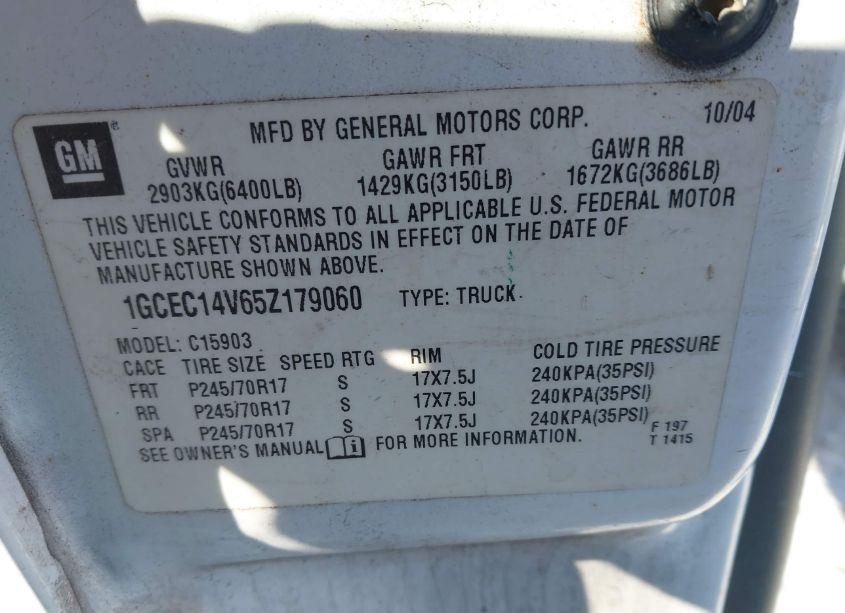 GM ®
MFD BY GENERAL MOTORS CORP. 10/04
GVWR GAWR FRT GAWR RR
2903KG(6400LB) 1429KG(3150LB) 1672KG(3686LB)
THIS VEHICLE CONFORMS TO ALL APPLICABLE U.S. FEDERAL MOTOR
VEHICLE SAFETY STANDARDS IN EFFECT ON THE DATE OF
MANUFACTURE SHOWN ABOVE.
1GCEC14V65Z179060 TYPE: TRUCK
MODEL: C15903
CACE TIRE SIZE SPEED RTG RIM COLD TIRE PRESSURE
FRT P245/70R17 S 17X7.5J 240KPA(35PSI)
RR P245/70R17 S 17X7.5J 240KPA(35PSI)
SPA P245/70R17 S 17X7.5J 240KPA(35PSI)
SEE OWNER'S MANUAL i FOR MORE INFORMATION.
F 197
T 1415